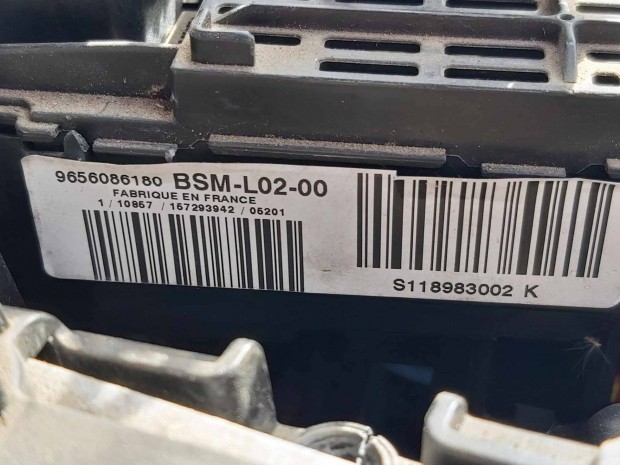 9656086180 BSM-L02-00
FABRIQUE EN FRANCE
1 / 10857 / 157293942 / 05201
S118983002 K